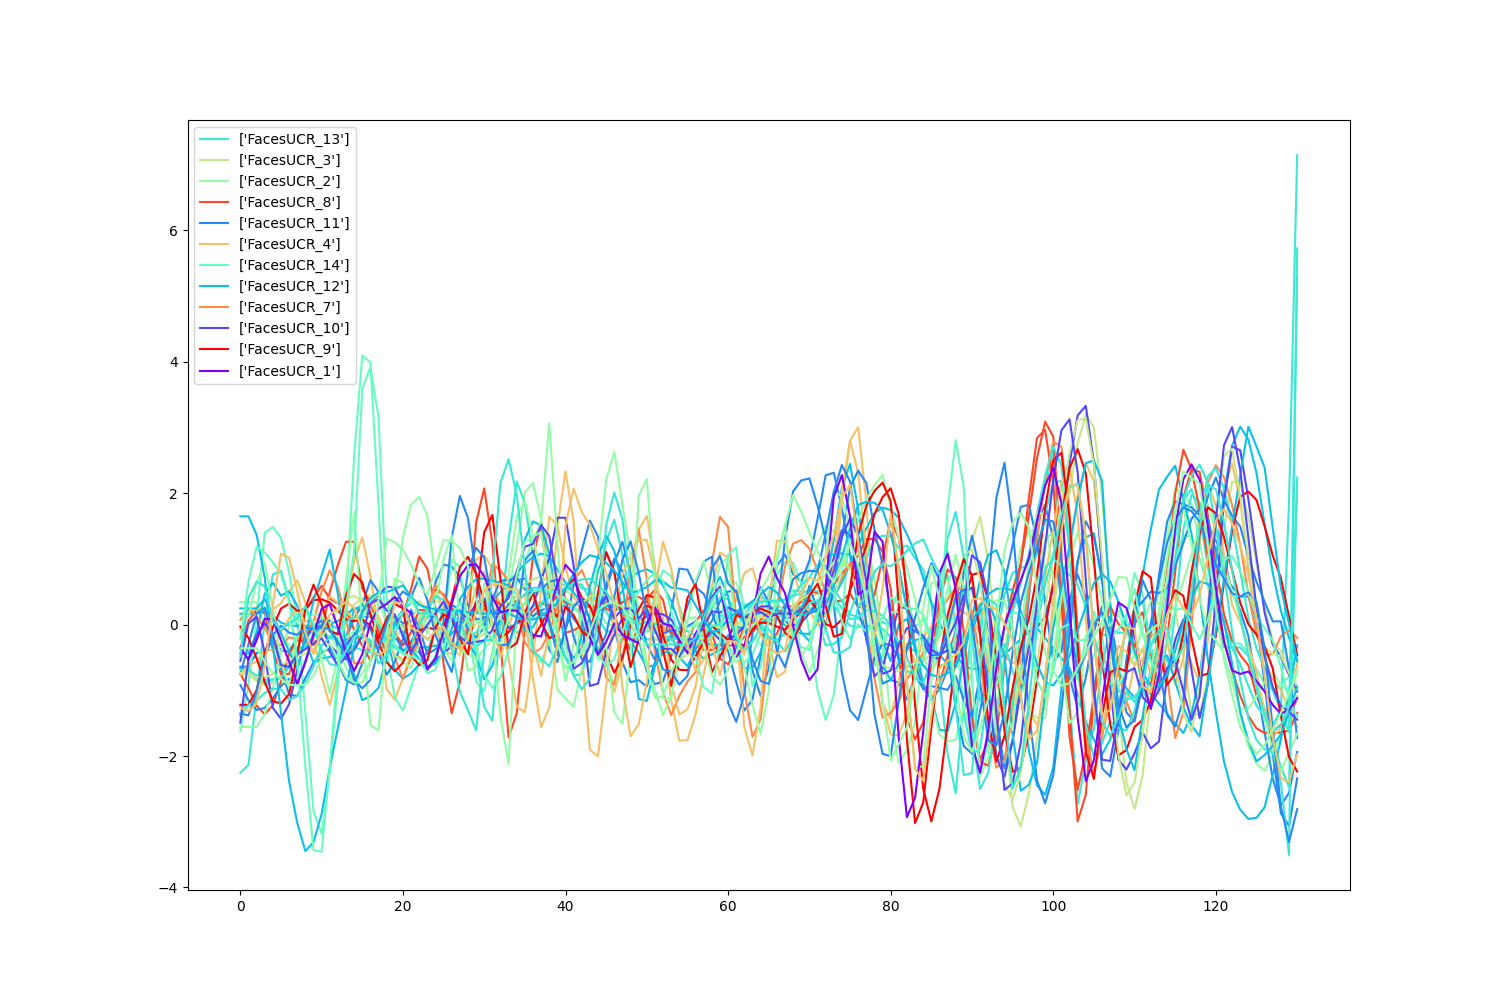 ['FacesUCR_13']
['FacesUCR_3']
['FacesUCR_2']
['FacesUCR_8']
['FacesUCR_11']
['FacesUCR_4']
['FacesUCR_14']
['FacesUCR_12']
['FacesUCR_7']
['FacesUCR_10']
['FacesUCR_9']
['FacesUCR_1']
6
4
2
0
−2
−4
0 20 40 60 80 100 120